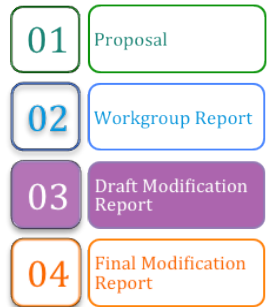 01
Proposal
02
Workgroup Report
03
Draft Modification
Report
04
Final Modification
Report